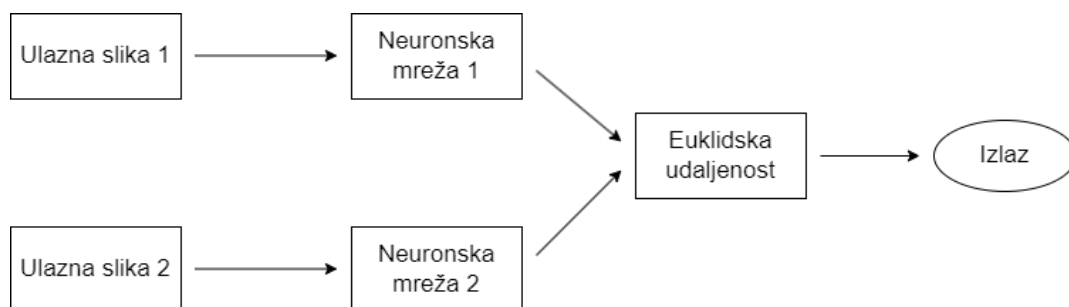 Ulazna slika 1
Neuronska
mreža 1
Euklidska
udaljenost
Izlaz
Ulazna slika 2
Neuronska
mreža 2